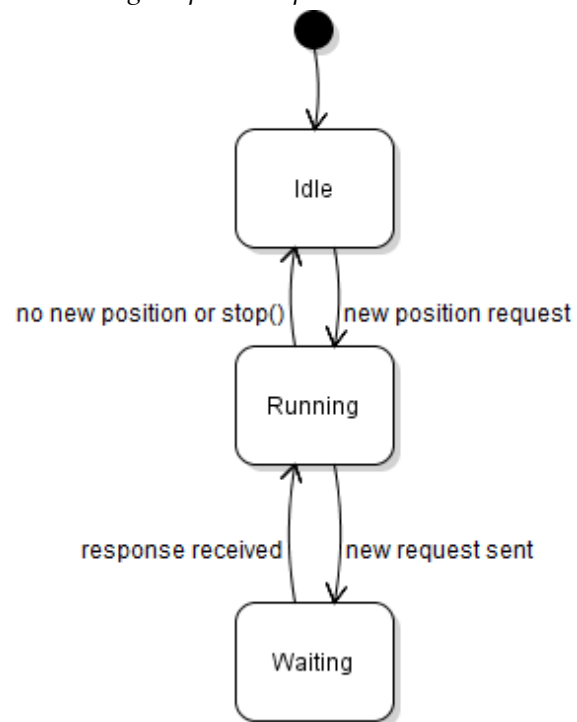 Idle
no new position or stop()
new position request
Running
response received
new request sent
Waiting